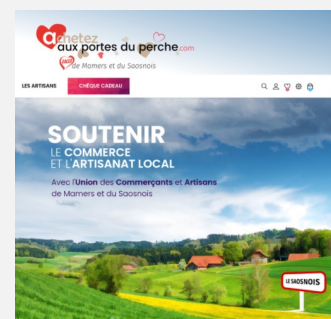 achetez
aux portes du perche.com
ucia de Mamers et du Saosnois
LES ARTISANS
CHÈQUE CADEAU
SOUTENIR
LE COMMERCE
ET L'ARTISANAT LOCAL
Avec l'Union des Commerçants et Artisans
de Mamers et du Saosnois
LE SAOSNOIS